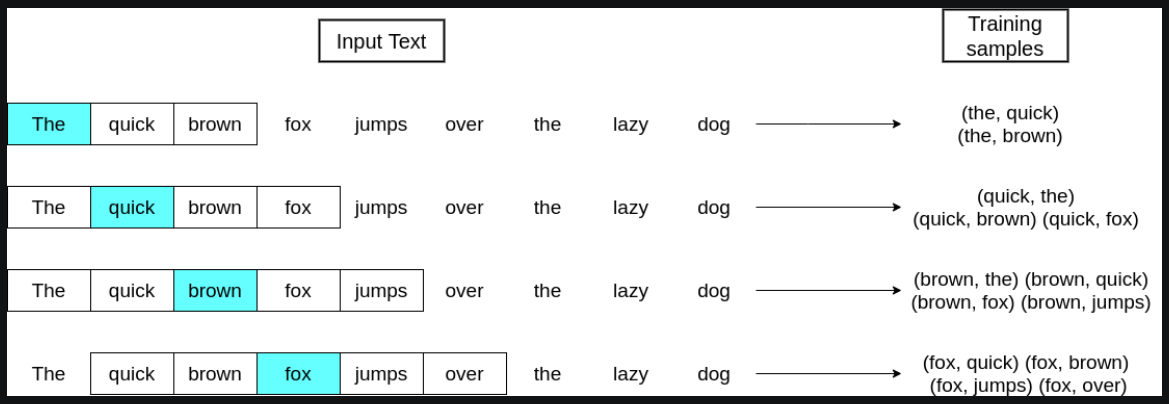 Input Text
Training
samples
The quick brown fox jumps over the lazy dog
(the, quick)
(the, brown)
The quick brown fox jumps over the lazy dog
(quick, the)
(quick, brown) (quick, fox)
The quick brown fox jumps over the lazy dog
(brown, the) (brown, quick)
(brown, fox) (brown, jumps)
The quick brown fox jumps over the lazy dog
(fox, quick) (fox, brown)
(fox, jumps) (fox, over)